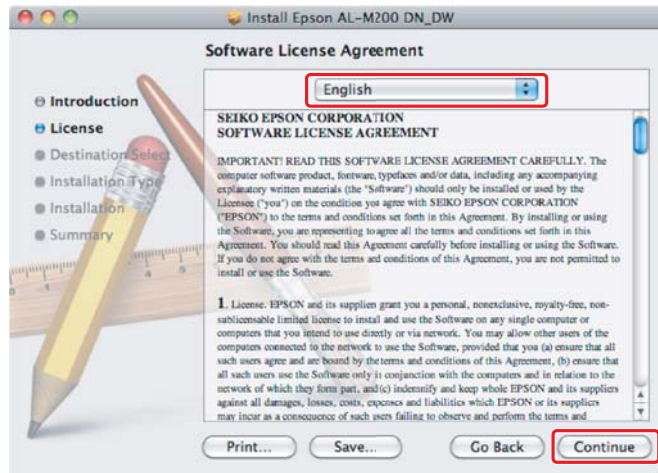 Install Epson AL-M200 DN_DW
Software License Agreement
English
Introduction
License
Destination Select
Installation Type
Installation
Summary
SEIKO EPSON CORPORATION
SOFTWARE LICENSE AGREEMENT
IMPORTANT! READ THIS SOFTWARE LICENSE AGREEMENT CAREFULLY. The
computer software product, fontware, typefaces and/or data, including any accompanying
explanatory written materials (the "Software") should only be installed or used by the
Licensee ("you") on the condition you agree with SEIKO EPSON CORPORATION
("EPSON") to the terms and conditions set forth in this Agreement. By installing or using
the Software, you are representing to agree all the terms and conditions set forth in this
Agreement. You should read this Agreement carefully before installing or using the Software.
If you do not agree with the terms and conditions of this Agreement, you are not permitted to
install or use the Software.
1. License. EPSON and its suppliers grant you a personal, nonexclusive, royalty-free, non-
sublicensable limited license to install and use the Software on any single computer or
computers that you intend to use directly or via network. You may allow other users of the
computers connected to the network to use the Software, provided that you (a) ensure that all
such users agree and are bound by the terms and conditions of this Agreement, (b) ensure that
all such users use the Software only in conjunction with the computers and in relation to the
network of which they form part, and (c) indemnify and keep whole EPSON and its suppliers
against all damages, losses, costs, expenses and liabilities which EPSON or its suppliers
may incur as a consequence of such users failing to observe and perform the terms and
Print...
Save...
Go Back
Continue